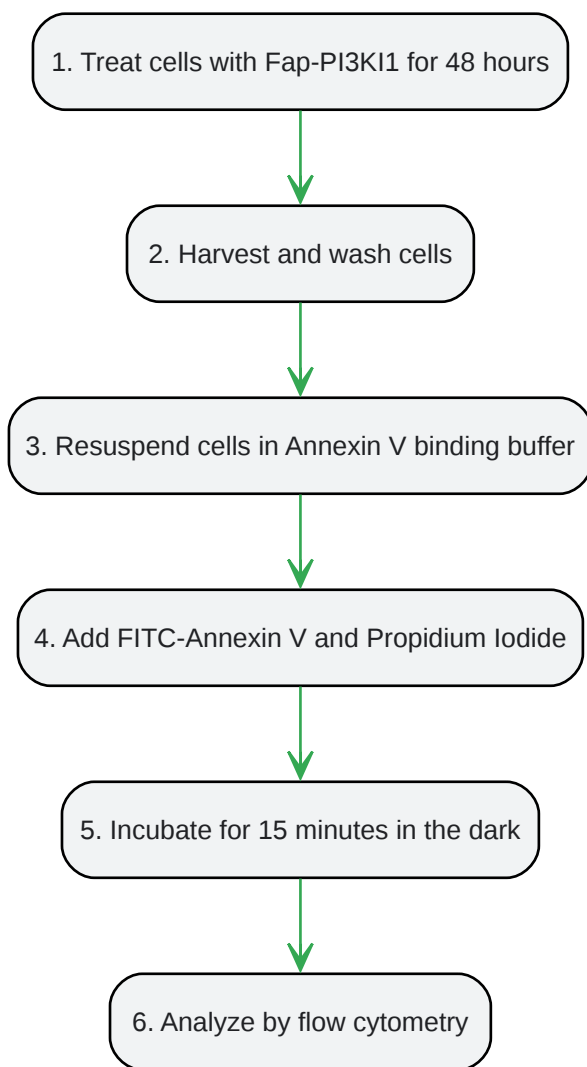 1. Treat cells with Fap-PI3KI1 for 48 hours
2. Harvest and wash cells
3. Resuspend cells in Annexin V binding buffer
4. Add FITC-Annexin V and Propidium Iodide
5. Incubate for 15 minutes in the dark
6. Analyze by flow cytometry